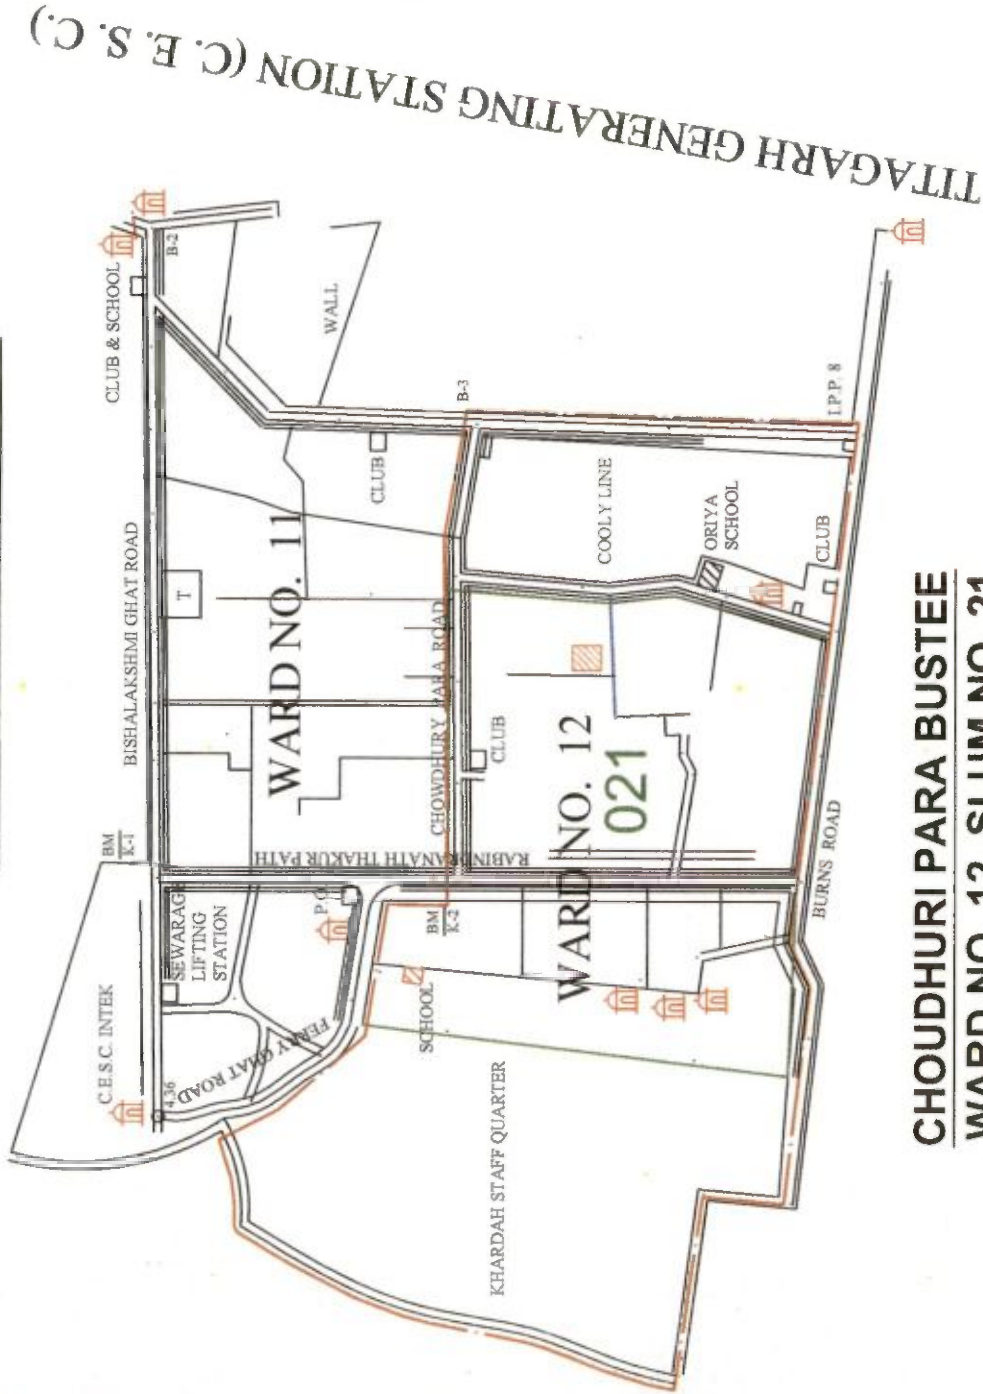 TITAGARH GENERATING STATION (C. E. S. C.)
CLUB & SCHOOL
B-2
WALL
BISHALAKSHMI GHAT ROAD
T
WARD NO. 11
CLUB
B-3
CHOWDHURY PARA ROAD
COOLY LINE
ORIYA
SCHOOL
CLUB
I.P.P. 8
CLUB
WARD NO. 12
021
BM
K-1
RABINDRANATH THAKUR PATH
C.E.S.C. INTEK
SEWARAGE
LIFTING
STATION
P.O.
4.36
FERRY GHAT ROAD
BM
K-2
SCHOOL
KHARDAH STAFF QUARTER
BURNS ROAD
CHOUDHURI PARA BUSTEE
WARD NO. 12, SLUM NO. 21